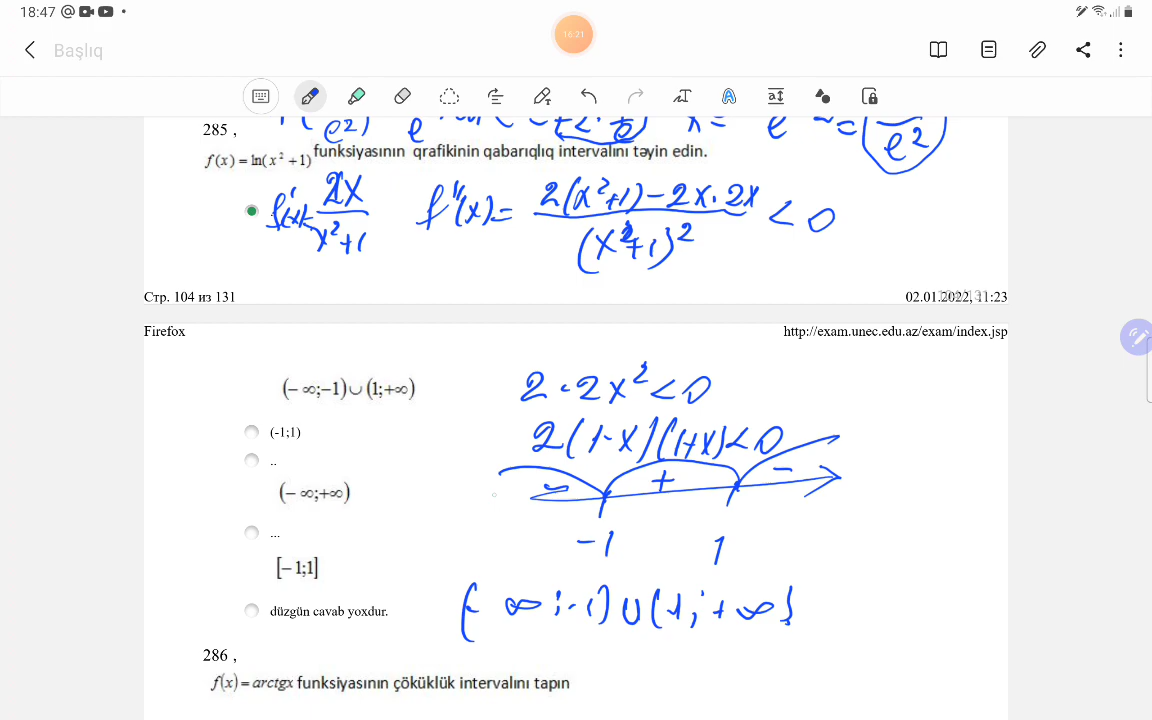 18:47
16:21
Başlıq
285 ,
f(x) = ln(x² + 1) funksiyasının qrafikinin qabarıqlıq intervalını təyin edin.
f'(x)= 2x / x²+1 f''(x)= 2(x²+1) - 2x · 2x / (x²+1)² < 0
Стр. 104 из 131 02.01.2022, 11:23
Firefox http://exam.unec.edu.az/exam/index.jsp
(– ∞;–1)∪(1;+∞)
2 - 2x² < 0
(-1;1)
2(1-x)(1+x)<0
..
- + -
(– ∞;+∞)
...
-1 1
[–1;1]
düzgün cavab yoxdur.
(- ∞ ; -1) ∪ (1; + ∞)
286 ,
f(x) = arctgx funksiyasının çöküklük intervalını tapın